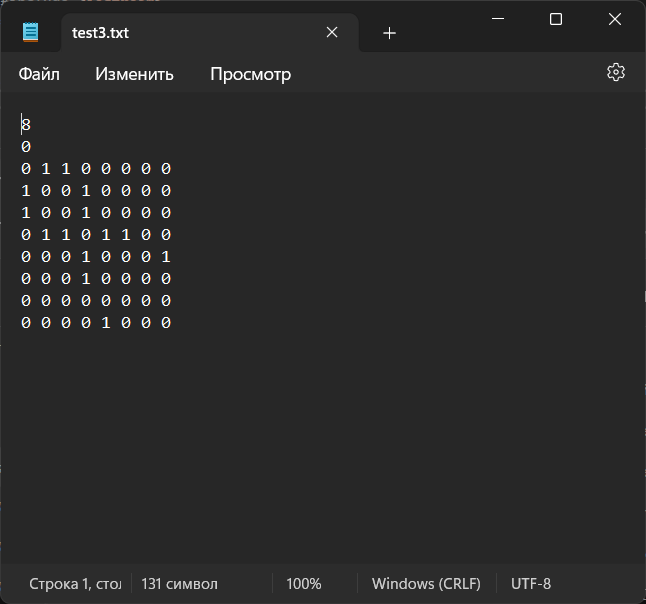 test3.txt
Файл Изменить Просмотр
8
0
0 1 1 0 0 0 0 0
1 0 0 1 0 0 0 0
1 0 0 1 0 0 0 0
0 1 1 0 1 1 0 0
0 0 0 1 0 0 0 1
0 0 0 1 0 0 0 0
0 0 0 0 0 0 0 0
0 0 0 0 1 0 0 0
Строка 1, 131 символ 100% Windows (CRLF) UTF-8